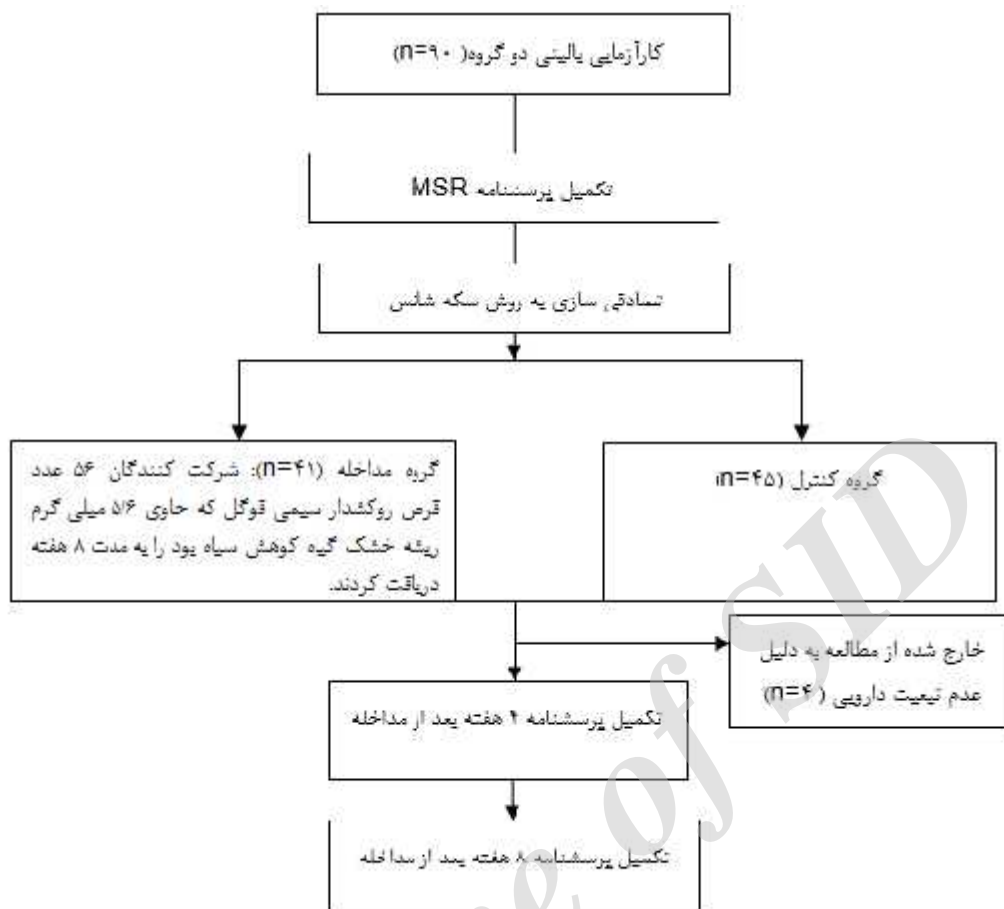 کارآزمایی بالینی دو گروه( n=۹۰)
تکمیل پرسشنامه MSR
تصادفی سازی به روش سکه شانس
گروه مداخله (n=۴۱): شرکت کنندگان ۵۶ عدد
قرص روکشدار سیمی فوگل که حاوی ۵/۶ میلی گرم
ریشه خشک گیاه کوهش سیاه بود را به مدت ۸ هفته
دریافت کردند.
گروه کنترل (n=۴۵)
خارج شده از مطالعه به دلیل
عدم تبعیت دارویی (n=۴)
تکمیل پرسشنامه ۴ هفته بعد از مداخله
تکمیل پرسشنامه ۸ هفته بعد از مداخله
e of SID